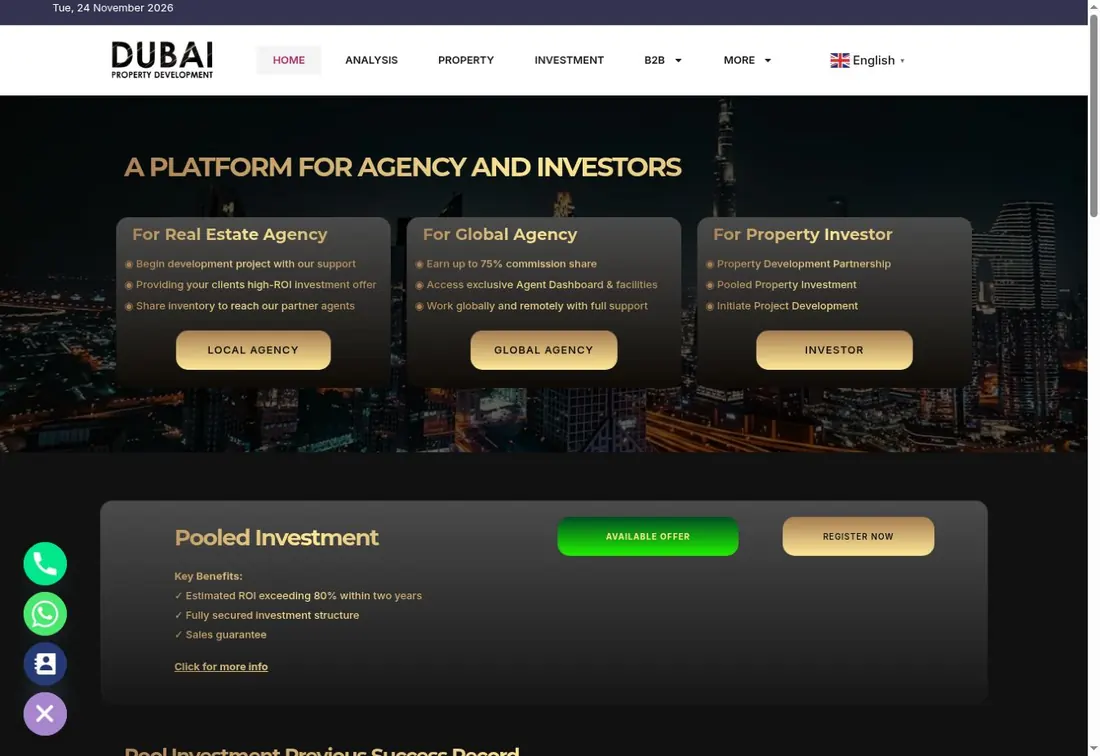 Tue, 24 November 2026
DUBAI
PROPERTY DEVELOPMENT
HOME
ANALYSIS
PROPERTY
INVESTMENT
B2B
MORE
English
A PLATFORM FOR AGENCY AND INVESTORS
For Real Estate Agency
◉ Begin development project with our support
◉ Providing your clients high-ROI investment offer
◉ Share inventory to reach our partner agents
LOCAL AGENCY
For Global Agency
◉ Earn up to 75% commission share
◉ Access exclusive Agent Dashboard & facilities
◉ Work globally and remotely with full support
GLOBAL AGENCY
For Property Investor
◉ Property Development Partnership
◉ Pooled Property Investment
◉ Initiate Project Development
INVESTOR
Pooled Investment
AVAILABLE OFFER
REGISTER NOW
Key Benefits:
✓ Estimated ROI exceeding 80% within two years
✓ Fully secured investment structure
✓ Sales guarantee
Click for more info
Pool Investment Previous Success Record